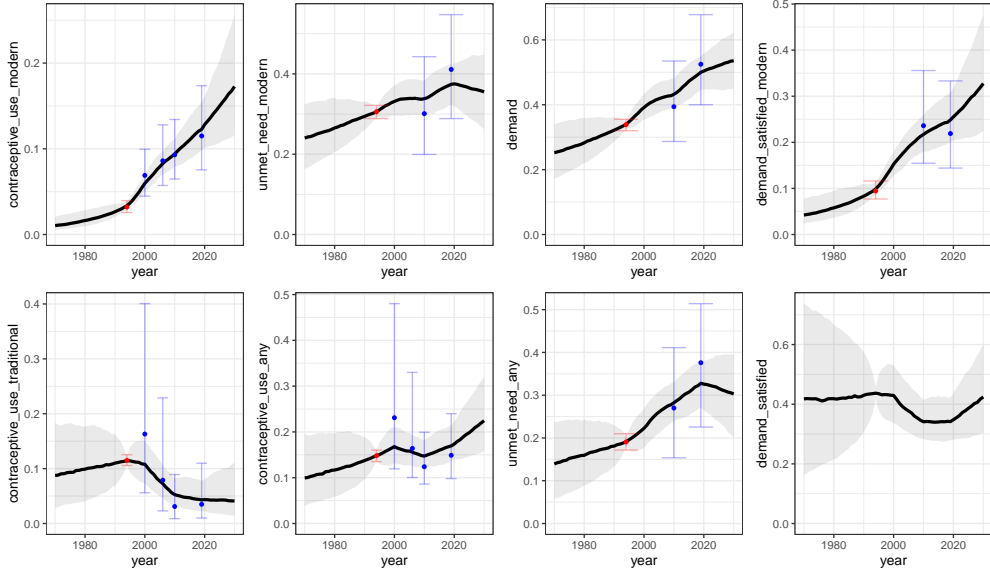 contraceptive_use_modern
0.2
0.1
0.0
1980 2000 2020
year
unmet_need_modern
0.4
0.2
0.0
1980 2000 2020
year
demand
0.6
0.4
0.2
0.0
1980 2000 2020
year
demand_satisfied_modern
0.5
0.4
0.3
0.2
0.1
0.0
1980 2000 2020
year
contraceptive_use_traditional
0.4
0.3
0.2
0.1
0.0
1980 2000 2020
year
contraceptive_use_any
0.5
0.4
0.3
0.2
0.1
0.0
1980 2000 2020
year
unmet_need_any
0.5
0.4
0.3
0.2
0.1
0.0
1980 2000 2020
year
demand_satisfied
0.6
0.4
0.2
0.0
1980 2000 2020
year